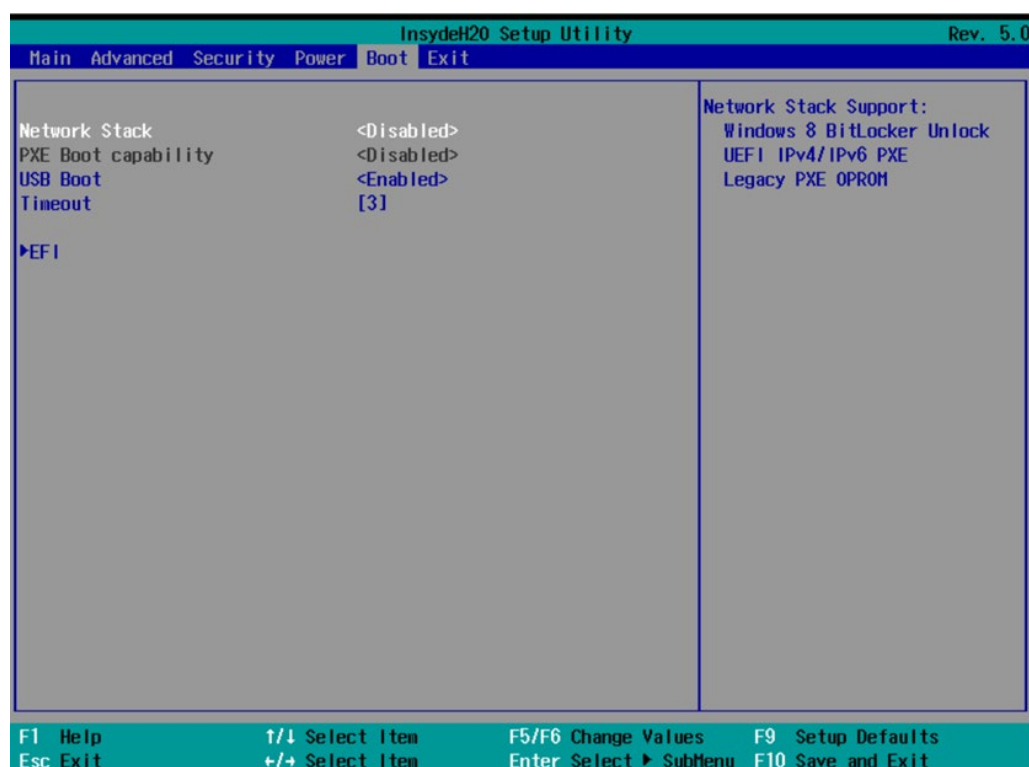 InsydeH20 Setup Utility Rev. 5.0
Main Advanced Security Power Boot Exit
Network Stack <Disabled>
PXE Boot capability <Disabled>
USB Boot <Enabled>
Timeout [3]
▶EFI
Network Stack Support:
Windows 8 BitLocker Unlock
UEFI IPv4/IPv6 PXE
Legacy PXE OPROM
F1 Help ↑/↓ Select Item F5/F6 Change Values F9 Setup Defaults
Esc Exit ←/→ Select Item Enter Select ▶ SubMenu F10 Save and Exit